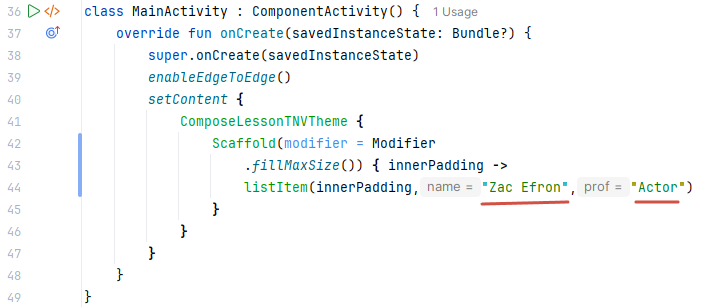 36 class MainActivity : ComponentActivity() { 1 Usage
37 override fun onCreate(savedInstanceState: Bundle?) {
38 super.onCreate(savedInstanceState)
39 enableEdgeToEdge()
40 setContent {
41 ComposeLessonTNVTheme {
42 Scaffold(modifier = Modifier
43 .fillMaxSize()) { innerPadding ->
44 listItem(innerPadding, name = "Zac Efron", prof = "Actor")
45 }
46 }
47 }
48 }
49 }